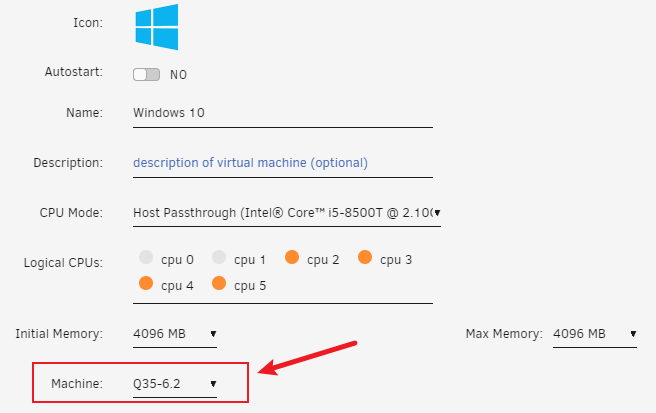 Icon:
Autostart: NO
Name: Windows 10
Description: description of virtual machine (optional)
CPU Mode: Host Passthrough (Intel® Core™ i5-8500T @ 2.10(
Logical CPUs: cpu 0 cpu 1 cpu 2 cpu 3
cpu 4 cpu 5
Initial Memory: 4096 MB Max Memory: 4096 MB
Machine: Q35-6.2